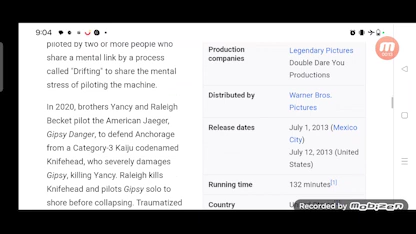 9:04
piloted by two or more people who
share a mental link by a process
called "Drifting" to share the mental
stress of piloting the machine.
In 2020, brothers Yancy and Raleigh
Becket pilot the American Jaeger,
Gipsy Danger, to defend Anchorage
from a Category-3 Kaiju codenamed
Knifehead, who severely damages
Gipsy, killing Yancy. Raleigh kills
Knifehead and pilots Gipsy solo to
shore before collapsing. Traumatized
Production
companies
Legendary Pictures
Double Dare You
Productions
Distributed by
Warner Bros.
Pictures
Release dates
July 1, 2013 (Mexico
City)
July 12, 2013 (United
States)
Running time
132 minutes[1]
Country
Recorded by Mobizen